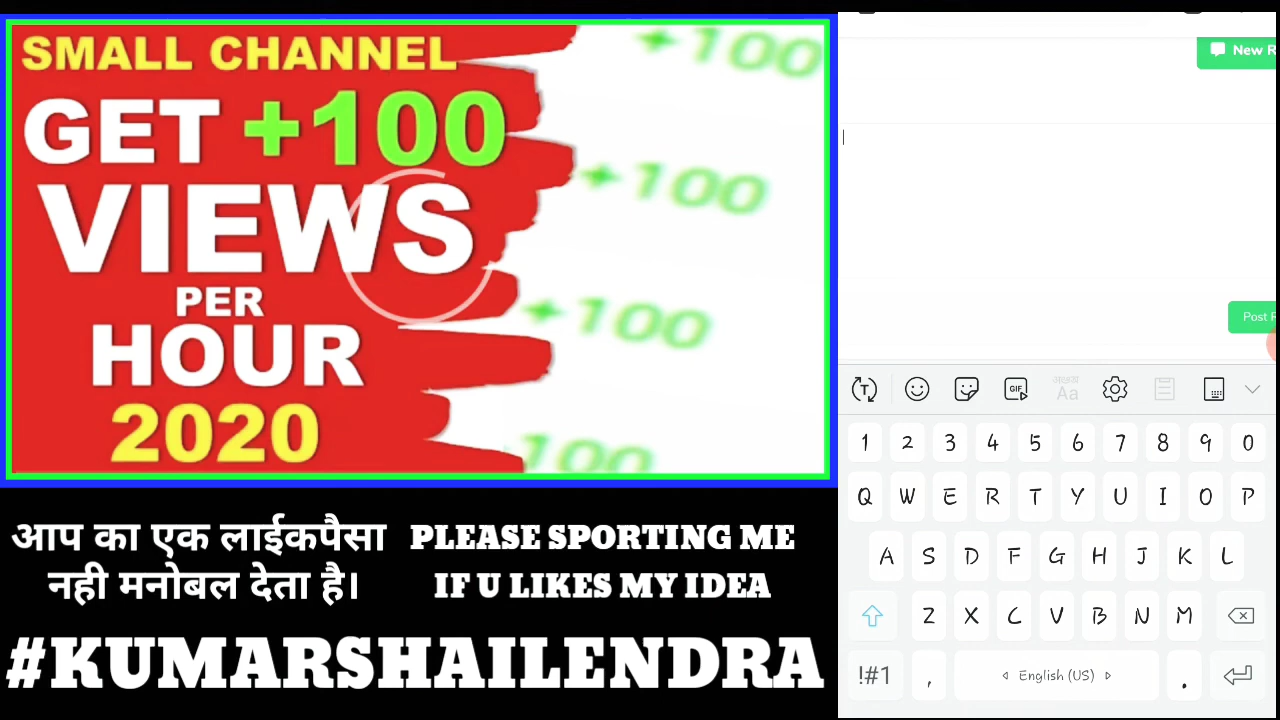 SMALL CHANNEL
GET +100
VIEWS
PER
HOUR
2020
+100
+100
+100
100
आप का एक लाईकपैसा
नही मनोबल देता है।
PLEASE SPORTING ME
IF U LIKES MY IDEA
#KUMARSHAILENDRA
New R
Post
GIF
Aa
1 2 3 4 5 6 7 8 9 0
Q W E R T Y U I O P
A S D F G H J K L
Z X C V B N M
!#1 , English (US) .